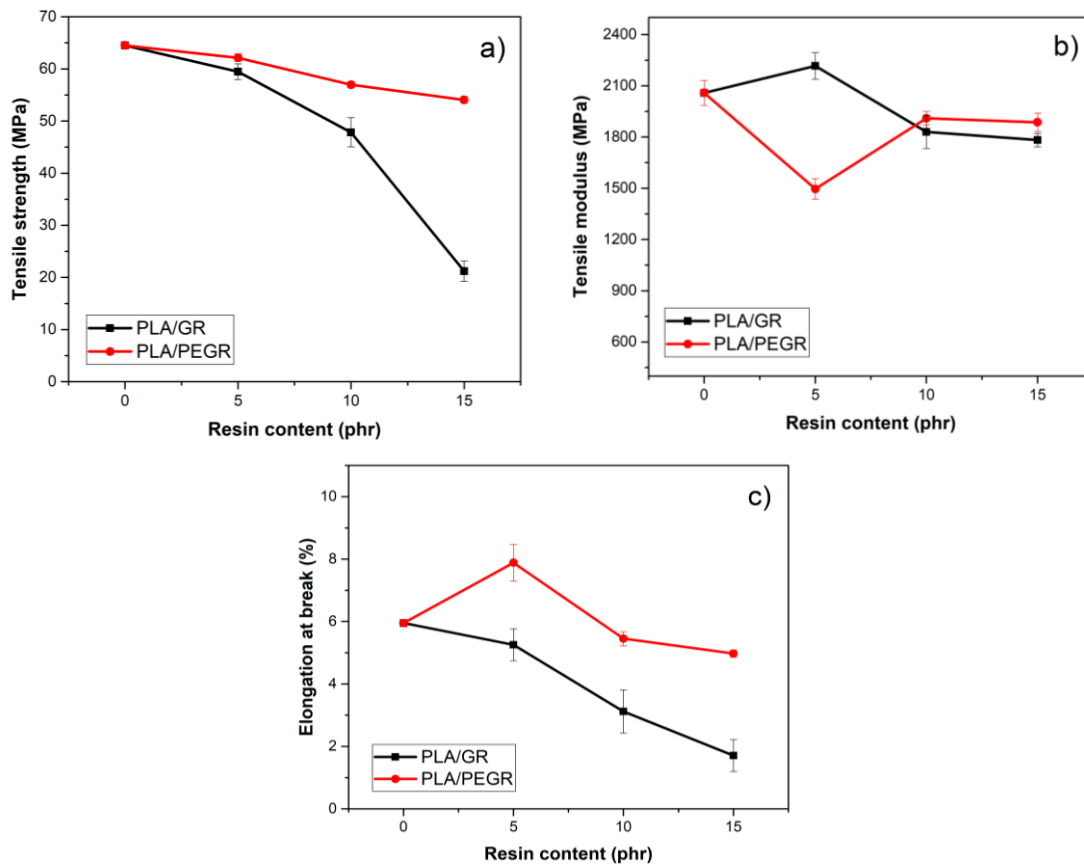 a)
Tensile strength (MPa)
70
60
50
40
30
20
10
0
PLA/GR
PLA/PEGR
0 5 10 15
Resin content (phr)
b)
Tensile modulus (MPa)
2400
2100
1800
1500
1200
900
600
PLA/GR
PLA/PEGR
0 5 10 15
Resin content (phr)
c)
Elongation at break (%)
10
8
6
4
2
0
PLA/GR
PLA/PEGR
0 5 10 15
Resin content (phr)